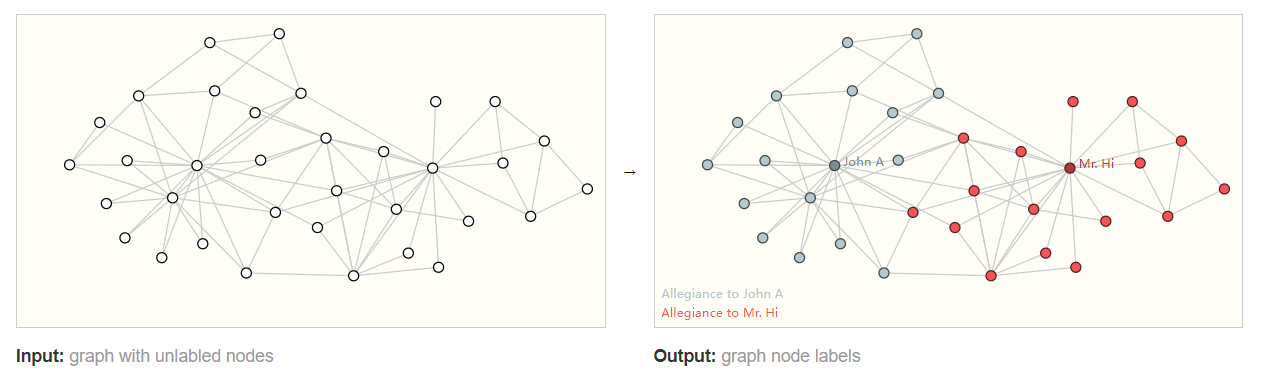 John A
Mr. Hi
Allegiance to John A
Allegiance to Mr. Hi
Input: graph with unlabled nodes
Output: graph node labels